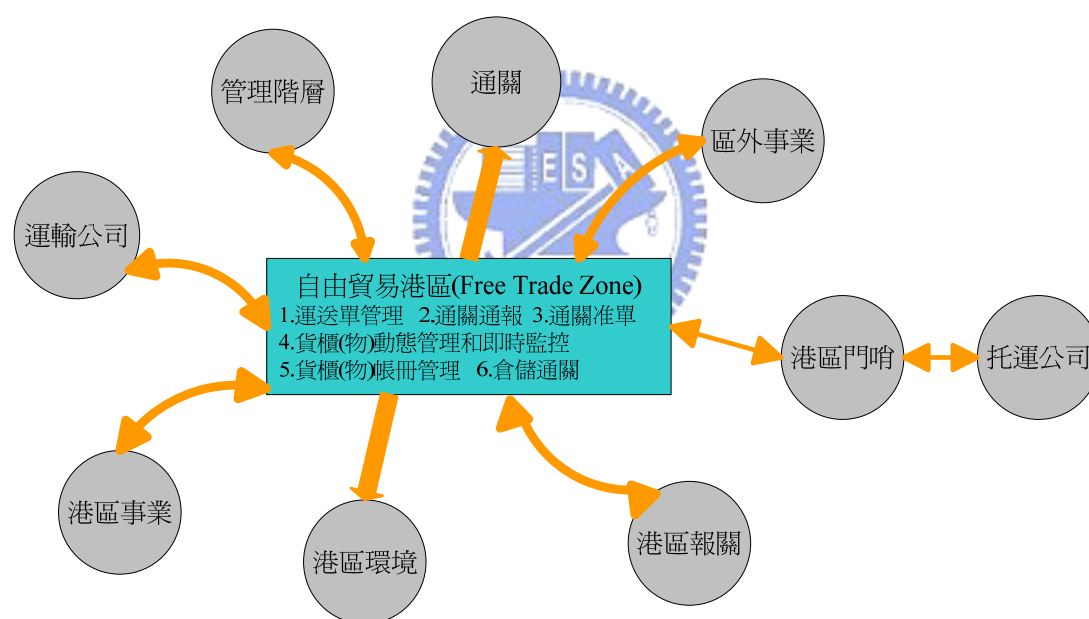 通關
管理階層
區外事業
ESA
運輸公司
自由貿易港區(Free Trade Zone)
1.運送單管理 2.通關通報 3.通關准單
4.貨櫃(物)動態管理和即時監控
5.貨櫃(物)帳冊管理 6.倉儲通關
港區門哨
托運公司
港區事業
港區環境
港區報關